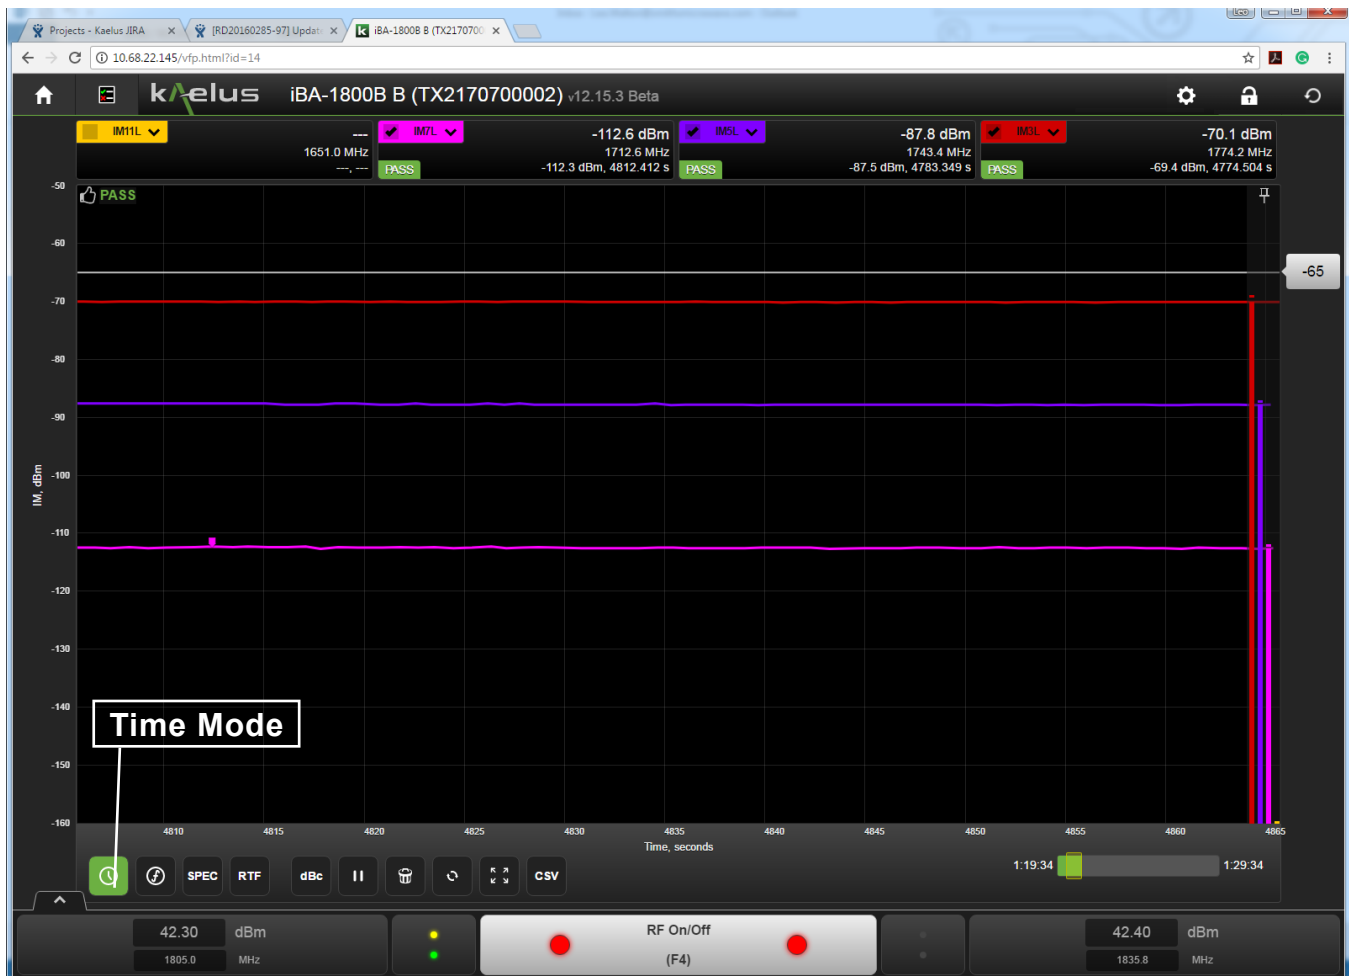 Leo
Projects - Kaelus JIRA
[RD20160285-97] Updat
iBA-1800B B (TX2170700
10.68.22.145/vfp.html?id=14
kaelus
iBA-1800B B (TX2170700002) v12.15.3 Beta
IM11L
---
1651.0 MHz
---, ---
IM7L
-112.6 dBm
1712.6 MHz
PASS
-112.3 dBm, 4812.412 s
IM5L
-87.8 dBm
1743.4 MHz
PASS
-87.5 dBm, 4783.349 s
IM3L
-70.1 dBm
1774.2 MHz
PASS
-69.4 dBm, 4774.504 s
PASS
-50
-60
-65
-70
-80
-90
-100
IM, dBm
-110
-120
-130
-140
Time Mode
-150
-160
4810 4815 4820 4825 4830 4835 4840 4845 4850 4855 4860 4865
Time, seconds
f SPEC RTF dBc CSV
1:19:34 1:29:34
42.30 dBm
1805.0 MHz
RF On/Off
(F4)
42.40 dBm
1835.8 MHz